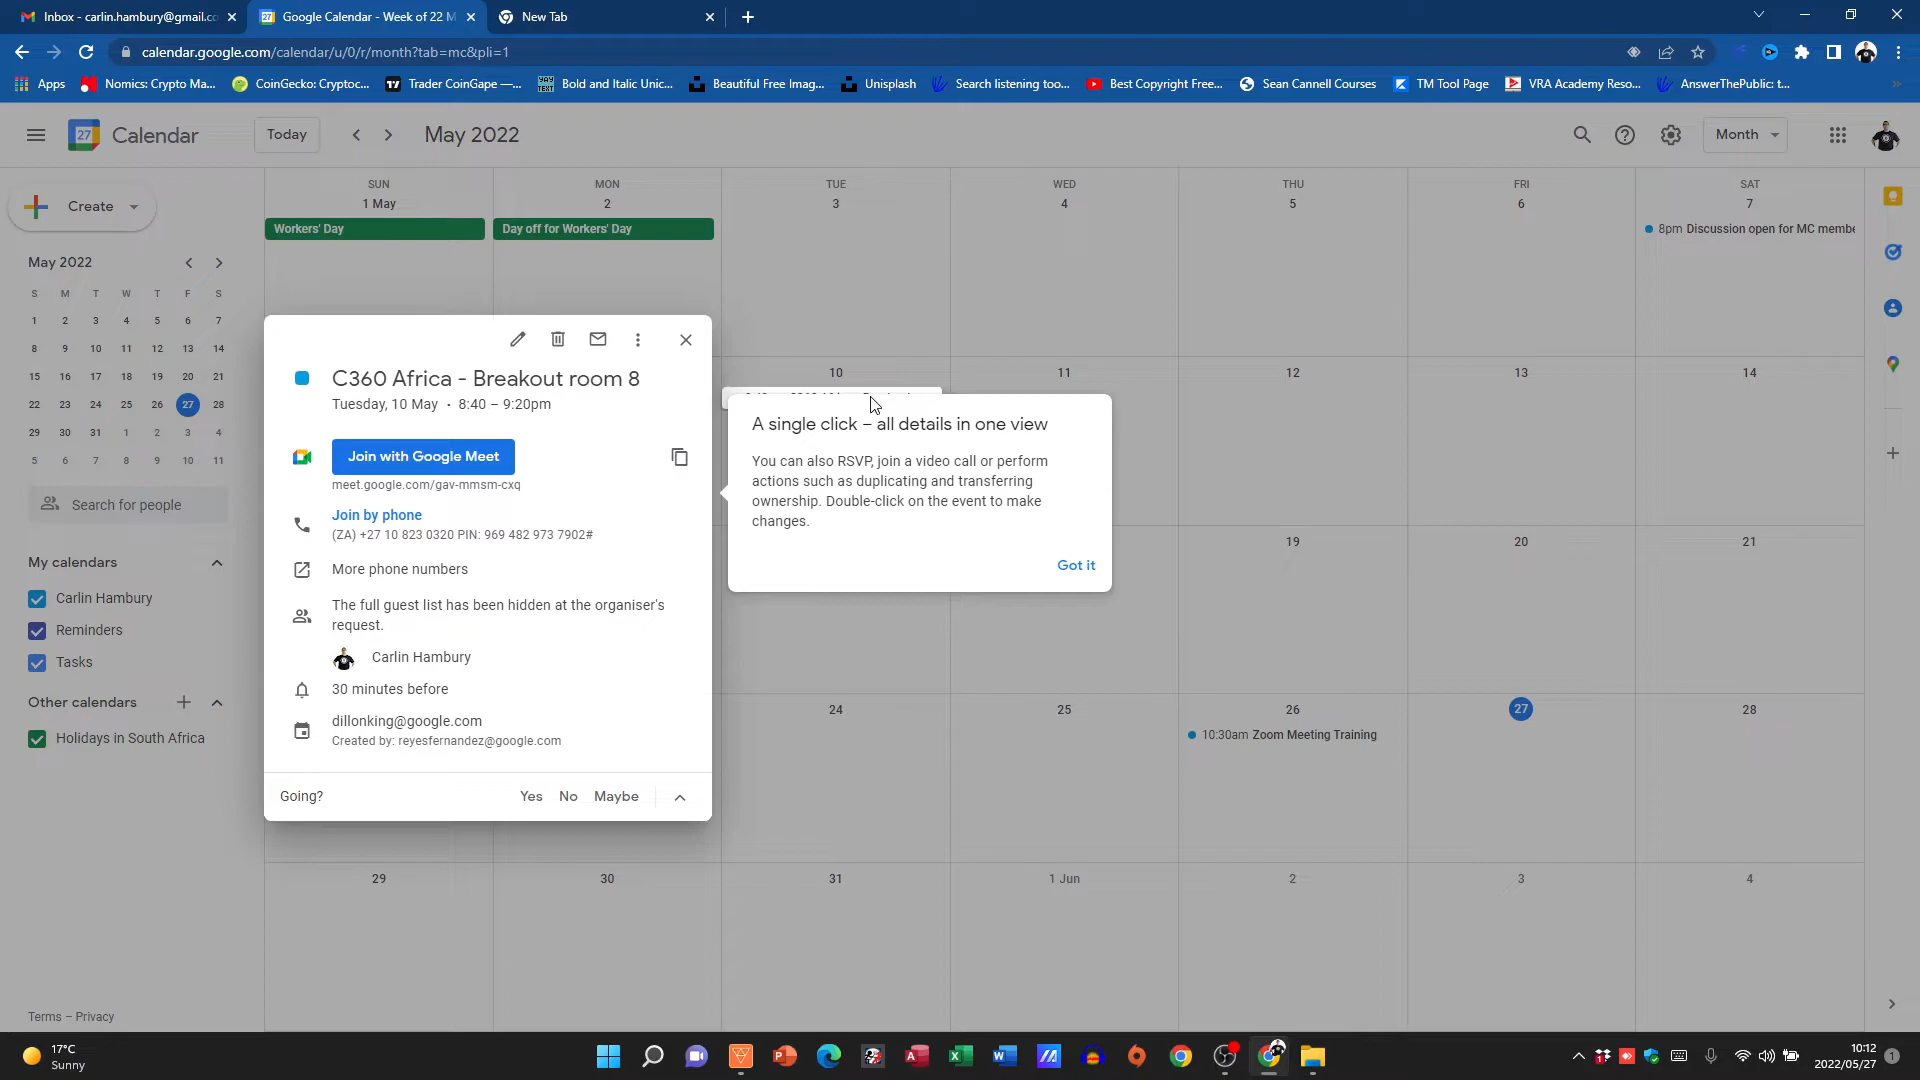 Inbox - carlin.hambury@gmail.co
Google Calendar - Week of 22 M
New Tab
calendar.google.com/calendar/u/0/r/month?tab=mc&pli=1
Apps
Nomics: Crypto Ma...
CoinGecko: Cryptoc...
Trader CoinGape —...
Bold and Italic Unic...
Beautiful Free Imag...
Unisplash
Search listening too...
Best Copyright Free...
Sean Cannell Courses
TM Tool Page
VRA Academy Reso...
AnswerThePublic: t...
27
Calendar
Today
May 2022
Month
Create
May 2022
S M T W T F S
1 2 3 4 5 6 7
8 9 10 11 12 13 14
15 16 17 18 19 20 21
22 23 24 25 26 27 28
29 30 31 1 2 3 4
5 6 7 8 9 10 11
Search for people
My calendars
Carlin Hambury
Reminders
Tasks
Other calendars
Holidays in South Africa
Terms – Privacy
SUN MON TUE WED THU FRI SAT
1 May 2 3 4 5 6 7
Workers' Day
Day off for Workers' Day
8pm Discussion open for MC membe
10 11 12 13 14
19 20 21
24 25 26 27 28
10:30am Zoom Meeting Training
29 30 31 1 Jun 2 3 4
C360 Africa - Breakout room 8
Tuesday, 10 May • 8:40 – 9:20pm
Join with Google Meet
meet.google.com/gav-mmsm-cxq
Join by phone
(ZA) +27 10 823 0320 PIN: 969 482 973 7902#
More phone numbers
The full guest list has been hidden at the organiser's
request.
Carlin Hambury
30 minutes before
dillonking@google.com
Created by: reyesfernandez@google.com
Going?
Yes No Maybe
A single click – all details in one view
You can also RSVP, join a video call or perform
actions such as duplicating and transferring
ownership. Double-click on the event to make
changes.
Got it
17°C
Sunny
10:12
2022/05/27
1